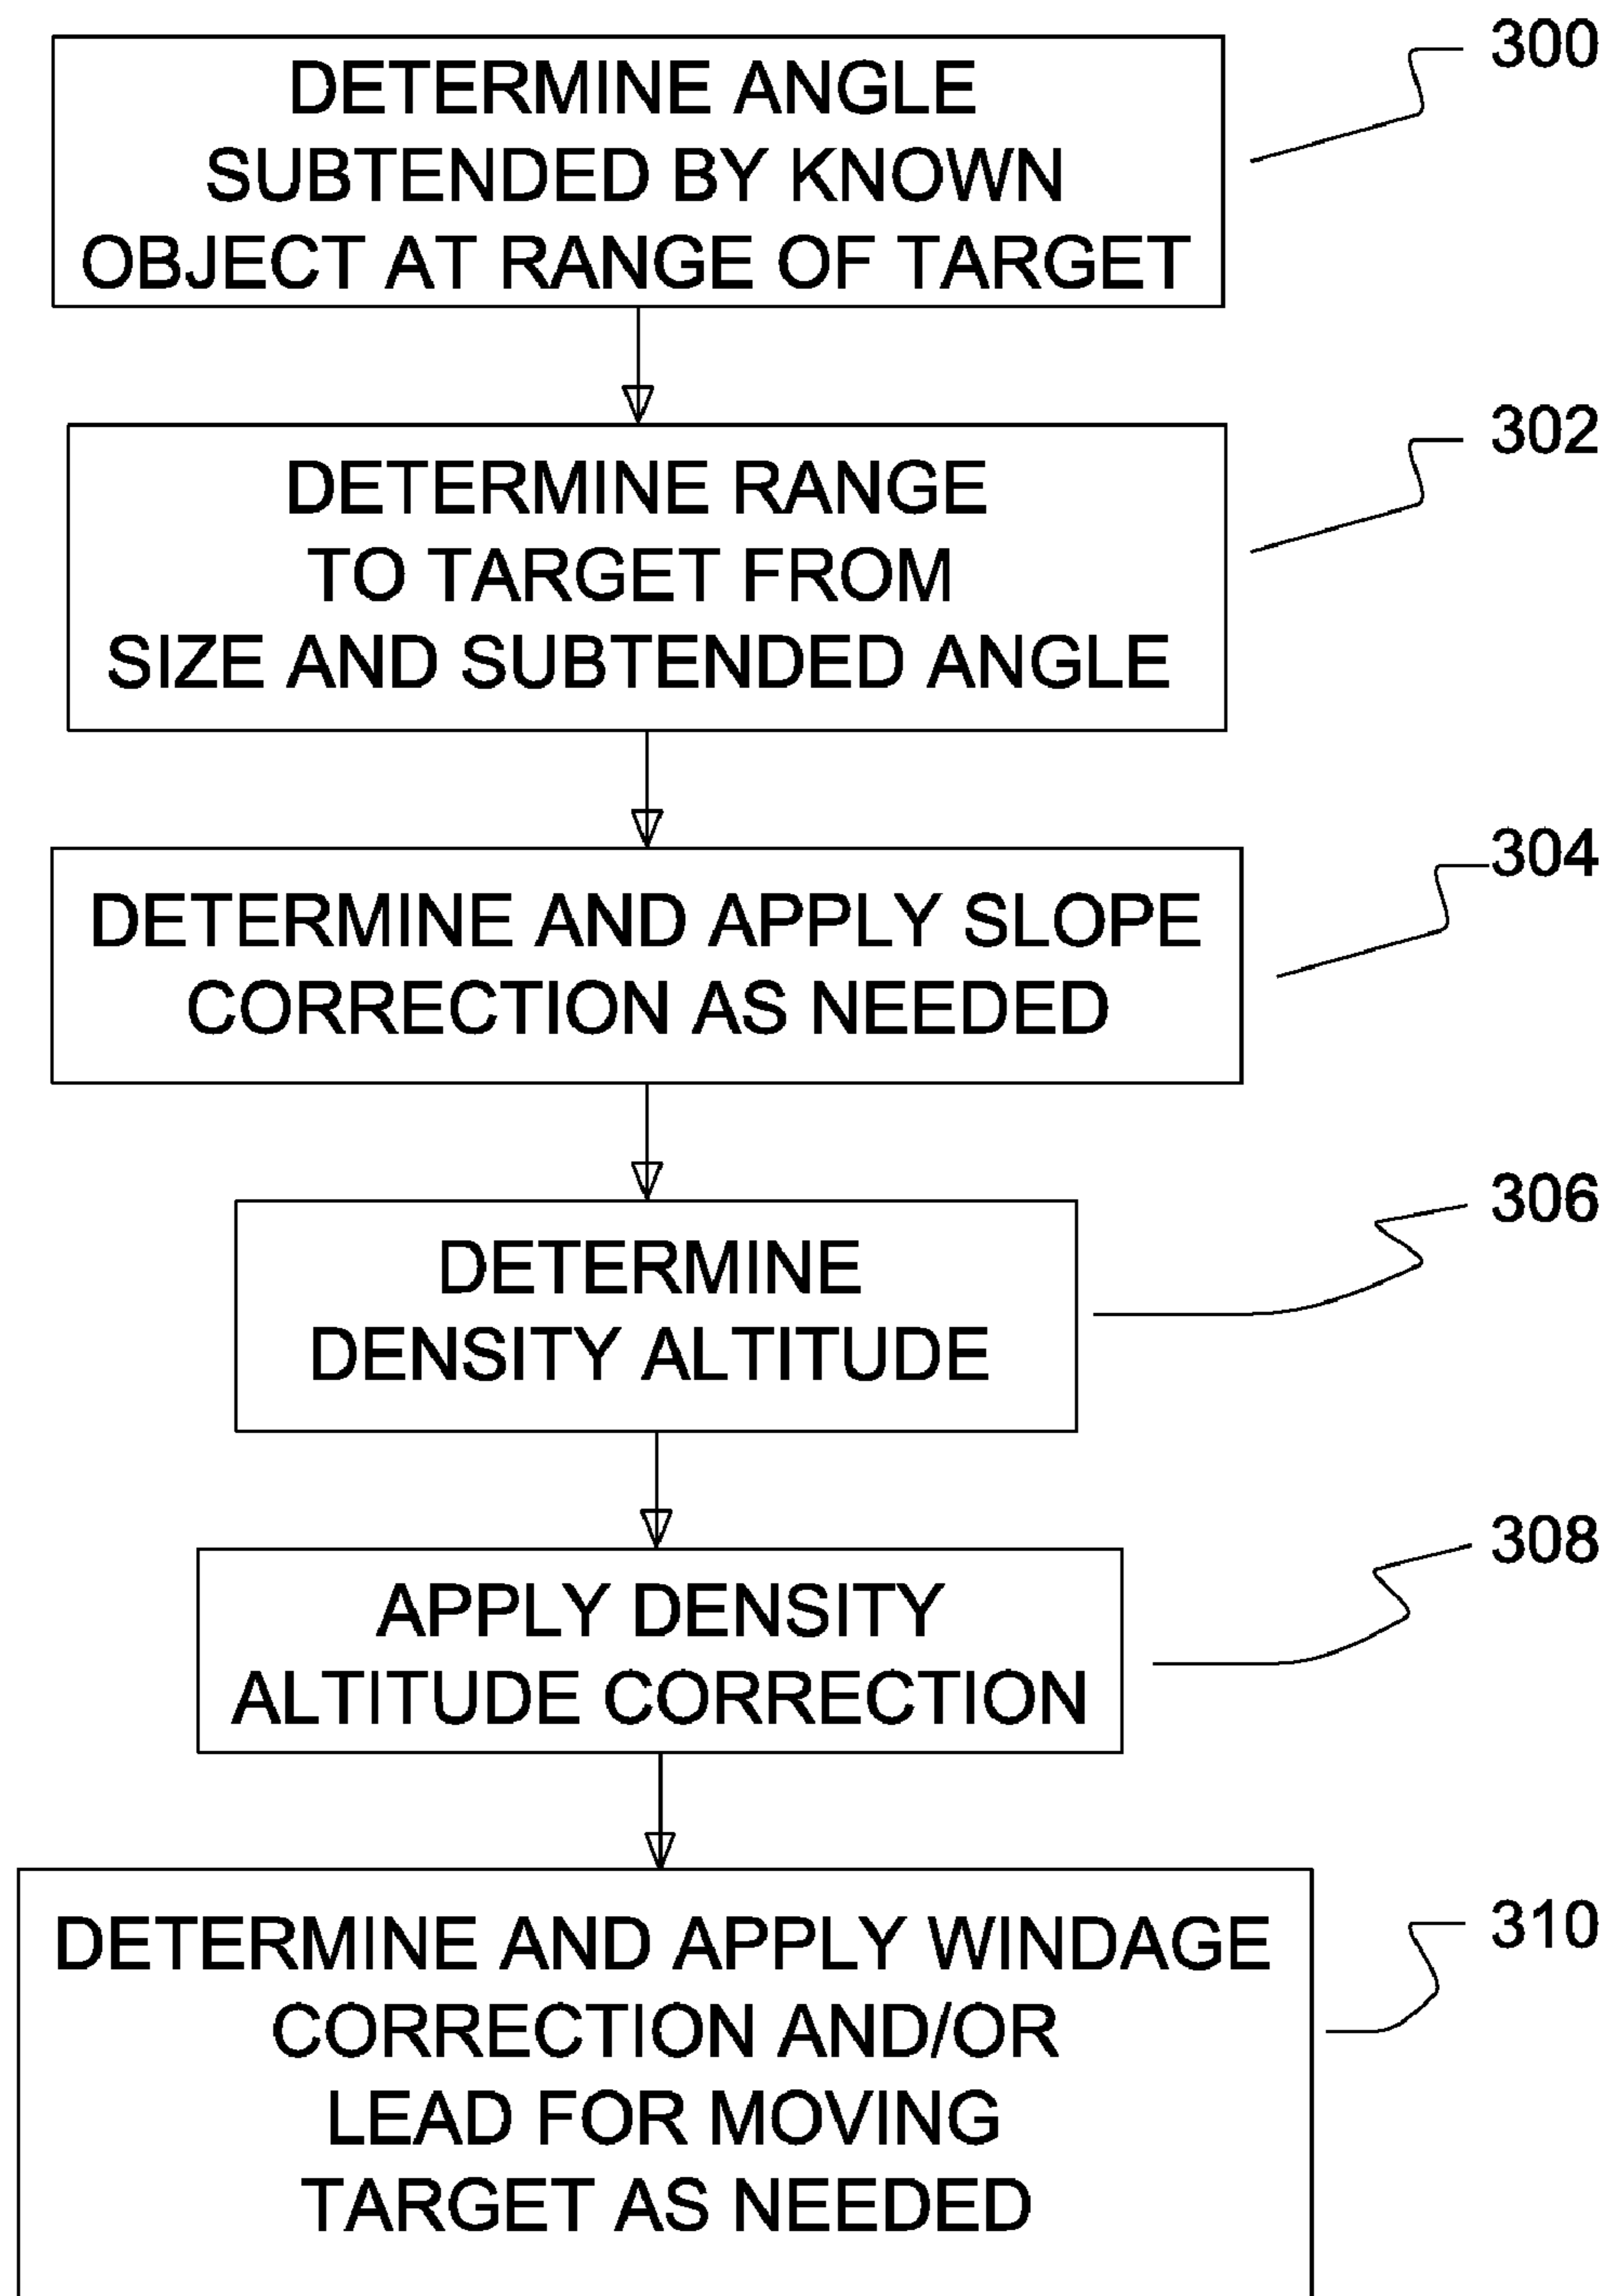 DETERMINE ANGLE
SUBTENDED BY KNOWN
OBJECT AT RANGE OF TARGET
300
DETERMINE RANGE
TO TARGET FROM
SIZE AND SUBTENDED ANGLE
302
DETERMINE AND APPLY SLOPE
CORRECTION AS NEEDED
304
DETERMINE
DENSITY ALTITUDE
306
APPLY DENSITY
ALTITUDE CORRECTION
308
DETERMINE AND APPLY WINDAGE
CORRECTION AND/OR
LEAD FOR MOVING
TARGET AS NEEDED
310